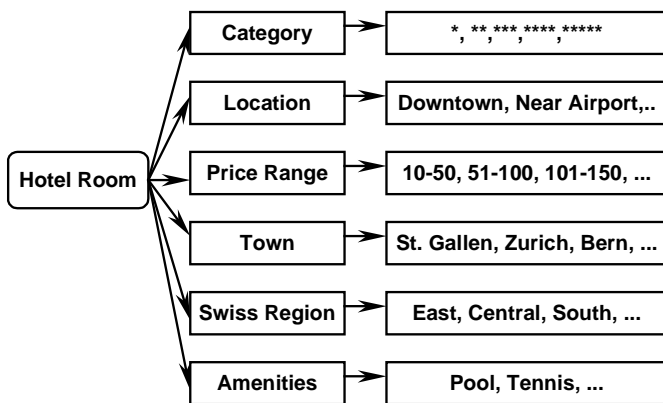 Category
*, **,***,****,*****
Location
Downtown, Near Airport,..
Hotel Room
Price Range
10-50, 51-100, 101-150, ...
Town
St. Gallen, Zurich, Bern, ...
Swiss Region
East, Central, South, ...
Amenities
Pool, Tennis, ...